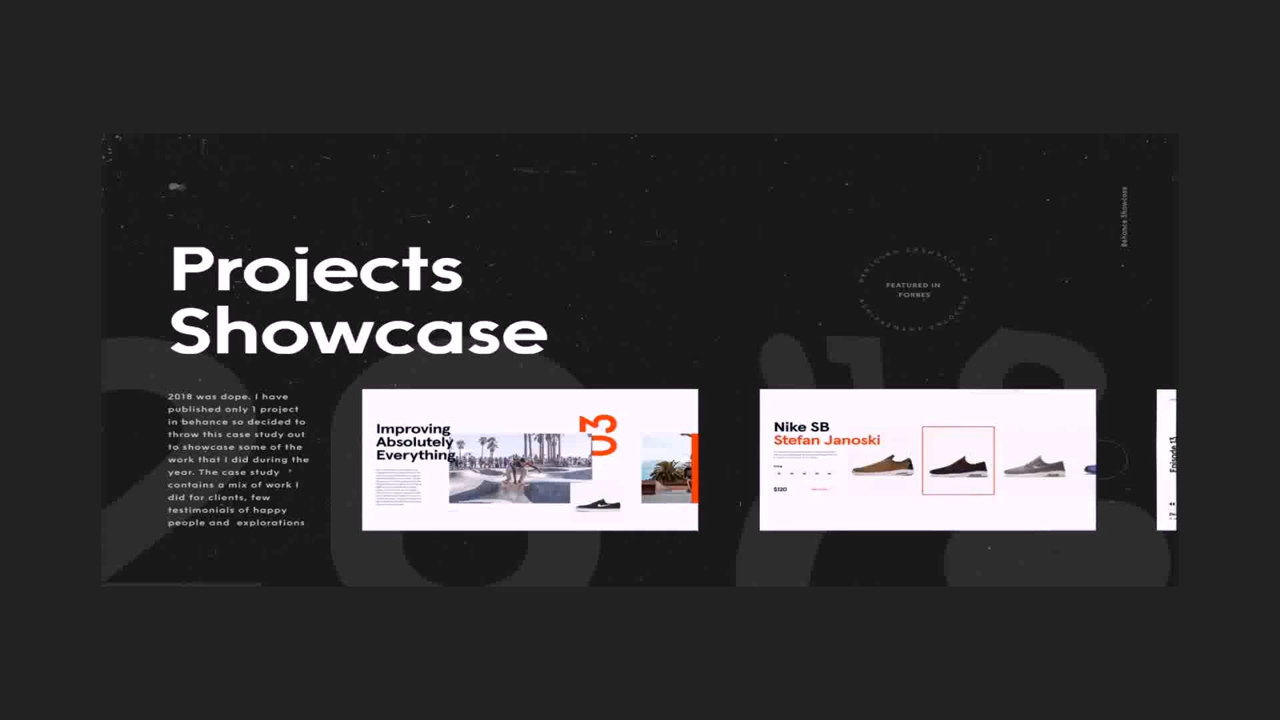 Behance Showcase
Projects
Showcase
FEATURED IN
FORBES
20'18
2018 was dope. I have
published only 1 project
in behance so decided to
throw this case study out
to showcase some of the
work that I did during the
year. The case study
contains a mix of work I
did for clients, few
testimonials of happy
people and explorations
Improving
Absolutely
Everything
03
Nike SB
Stefan Janoski
$120
Episode 13